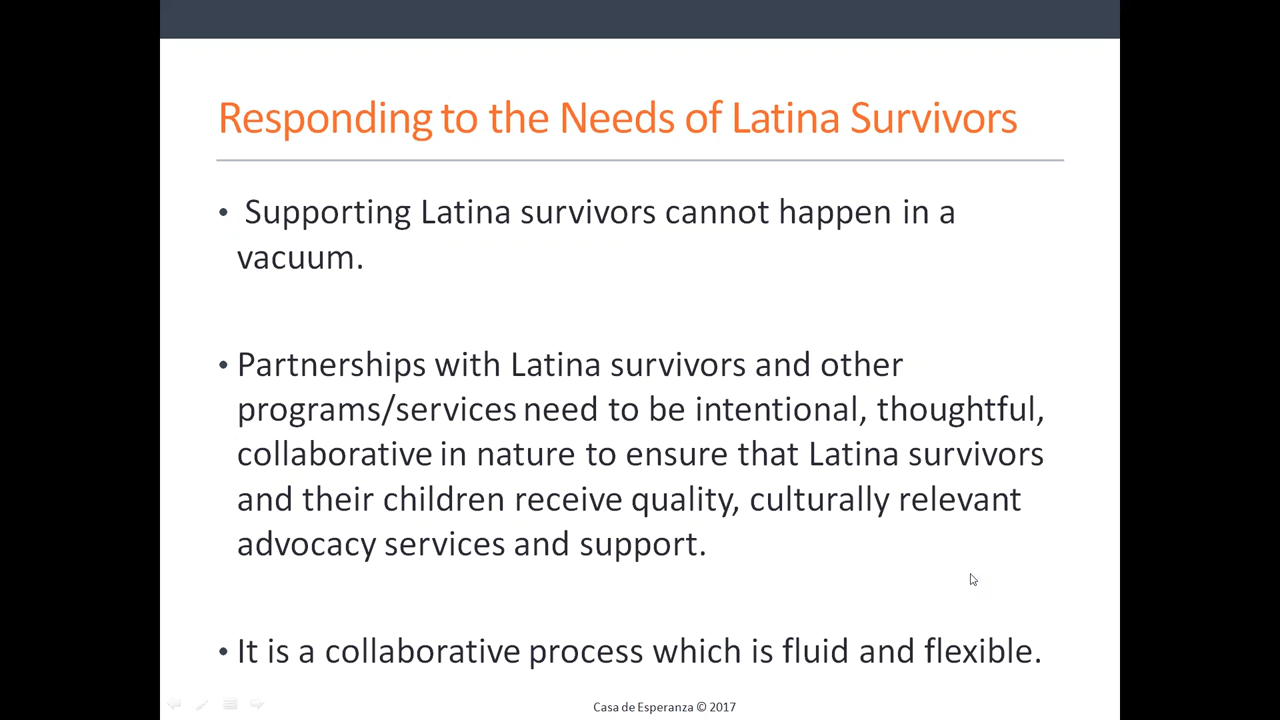 Responding to the Needs of Latina Survivors
• Supporting Latina survivors cannot happen in a
vacuum.
• Partnerships with Latina survivors and other
programs/services need to be intentional, thoughtful,
collaborative in nature to ensure that Latina survivors
and their children receive quality, culturally relevant
advocacy services and support.
• It is a collaborative process which is fluid and flexible.
Casa de Esperanza © 2017